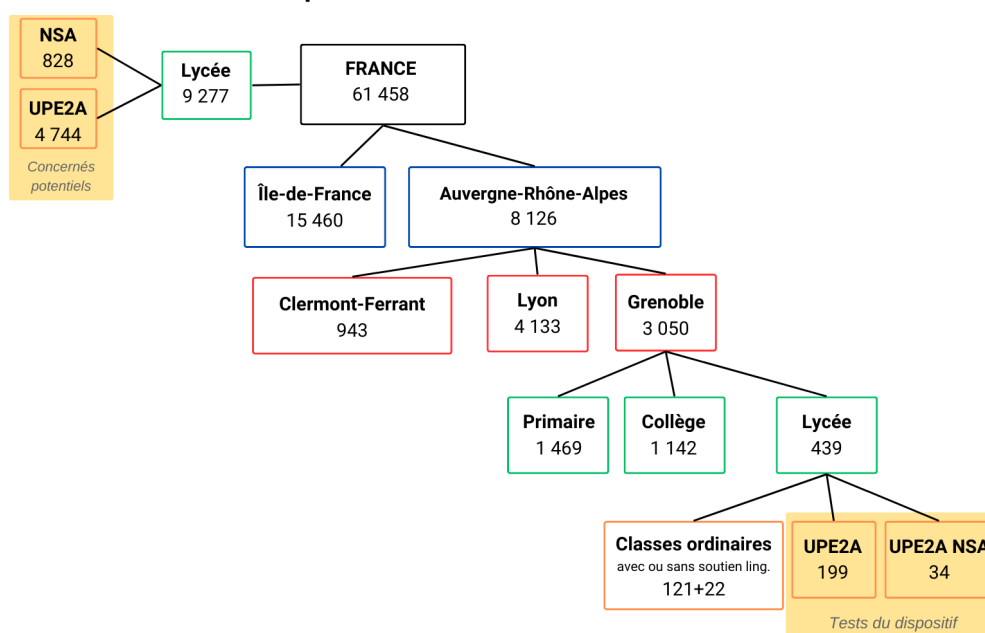 NSA
828
UPE2A
4 744
Concernés
potentiels
Lycée
9 277
FRANCE
61 458
Île-de-France
15 460
Auvergne-Rhône-Alpes
8 126
Clermont-Ferrant
943
Lyon
4 133
Grenoble
3 050
Primaire
1 469
Collège
1 142
Lycée
439
Classes ordinaires
avec ou sans soutien ling.
121+22
UPE2A
199
UPE2A NSA
34
Tests du dispositif